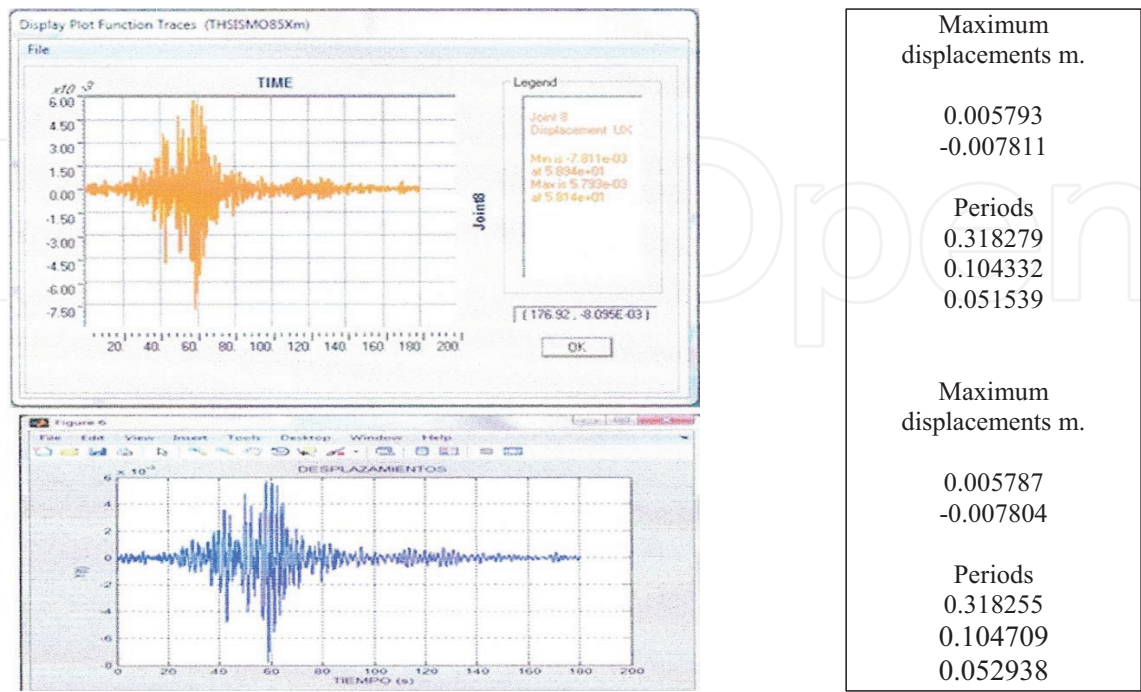 Display Plot Function Traces (THSISMO85Xm)
File
TIME
x10 -3
6.00
4.50
3.00
1.50
0.00
-1.50
-3.00
-4.50
-6.00
-7.50
20. 40. 60. 80. 100. 120. 140. 160. 180. 200.
Joint8
Legend
Joint 8
Displacement UX
Min is -7.811e-03
at 5.894e+01
Max is 5.793e-03
at 5.814e+01
( 176.92 , -8.095E-03 )
OK
Maximum
displacements m.
0.005793
-0.007811
Periods
0.318279
0.104332
0.051539
Figure 6
File Edit View Insert Tools Desktop Window Help
DESPLAZAMIENTOS
x 10-3
6
4
2
0
-2
-4
-6
-8
0 20 40 60 80 100 120 140 160 180 200
TIEMPO (s)
Maximum
displacements m.
0.005787
-0.007804
Periods
0.318255
0.104709
0.052938
Open